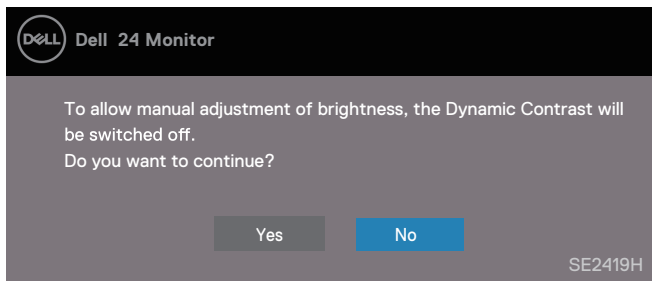 DELL Dell 24 Monitor
To allow manual adjustment of brightness, the Dynamic Contrast will
be switched off.
Do you want to continue?
Yes No
SE2419H